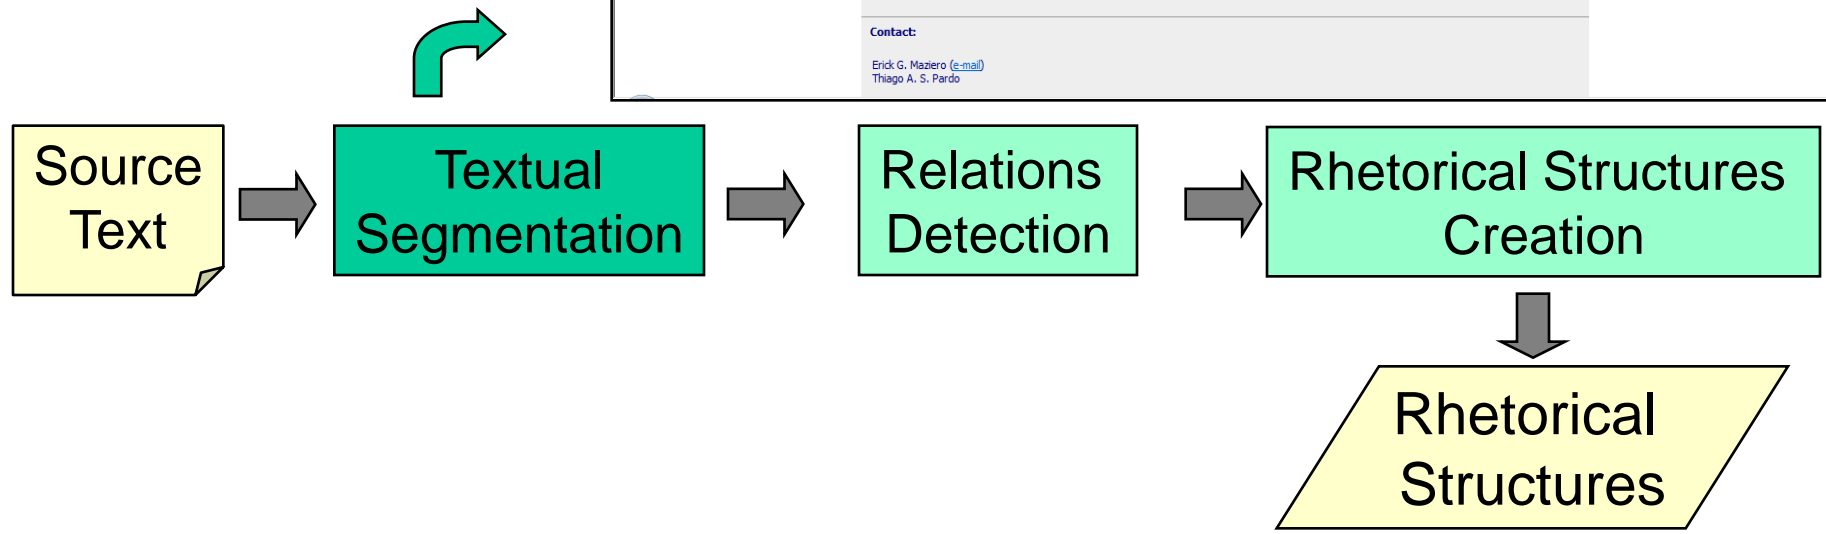 Contact:
Erick G. Maziero (e-mail)
Thiago A. S. Pardo
Source
Text
Textual
Segmentation
Relations
Detection
Rhetorical Structures
Creation
Rhetorical
Structures